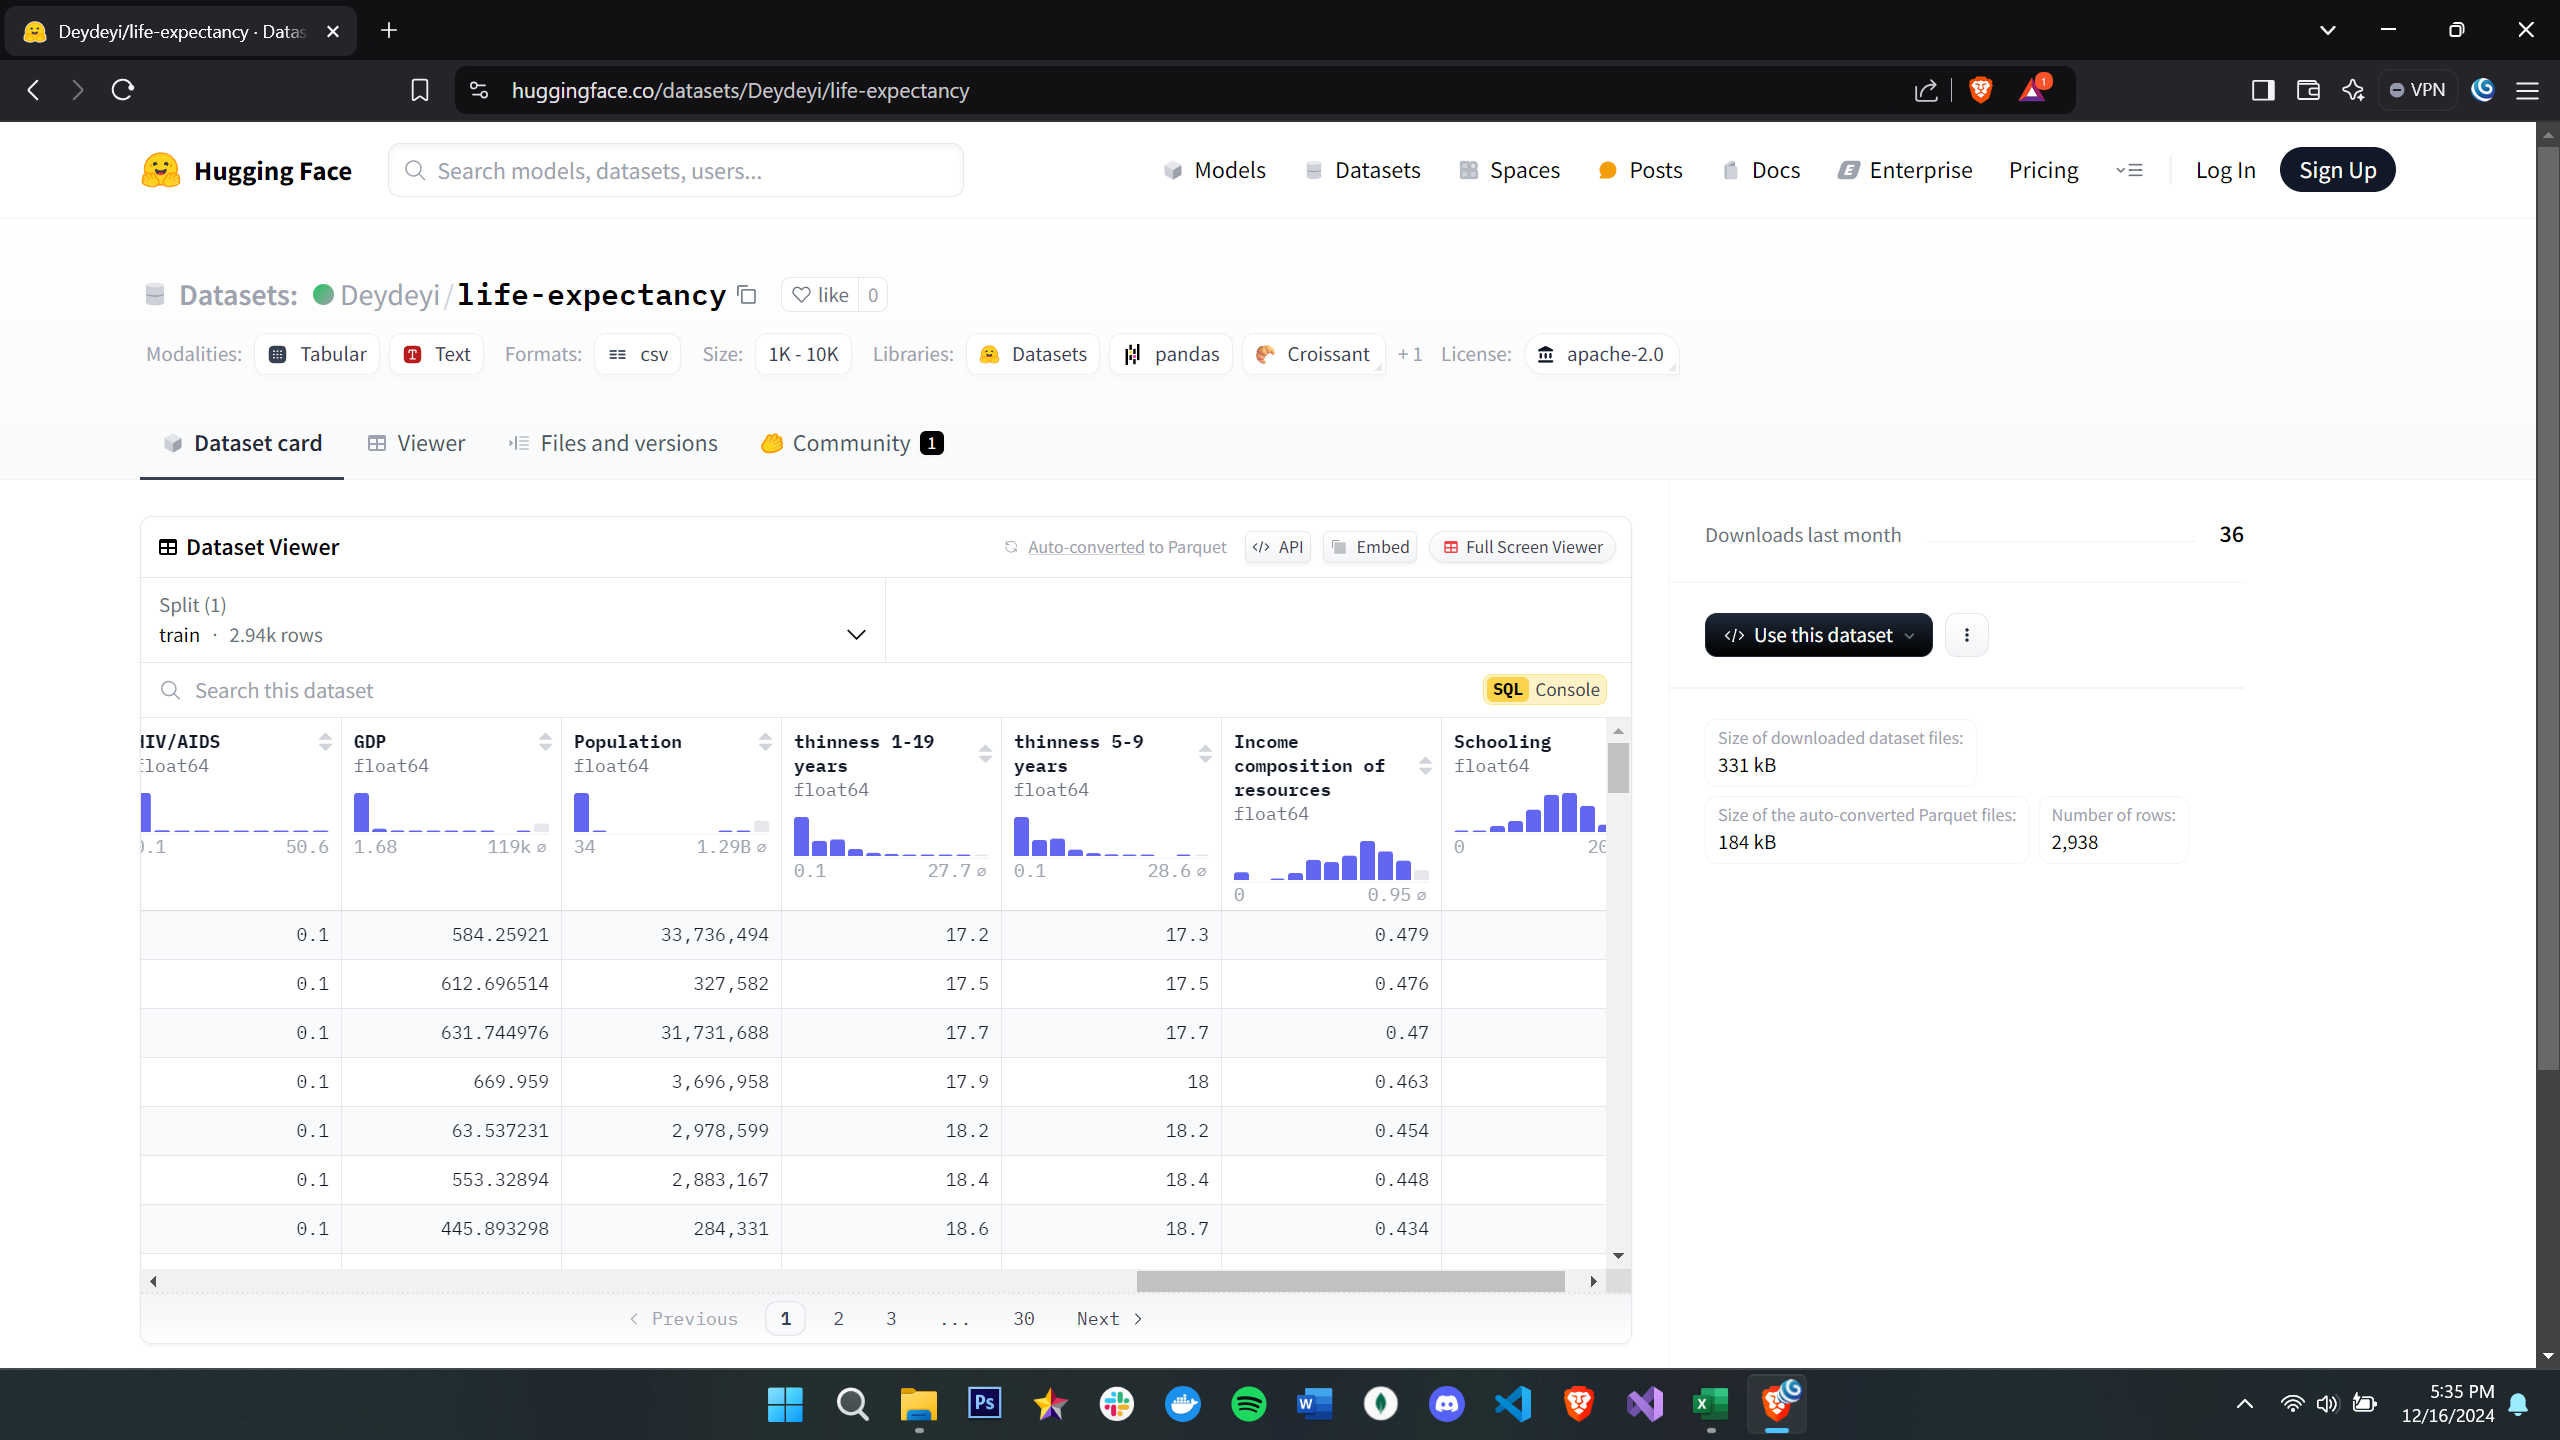 Deydeyi/life-expectancy · Datas
huggingface.co/datasets/Deydeyi/life-expectancy
1
VPN
Hugging Face
Search models, datasets, users...
Models
Datasets
Spaces
Posts
Docs
Enterprise
Pricing
Log In
Sign Up
Datasets: Deydeyi/life-expectancy
like 0
Modalities: Tabular Text Formats: csv Size: 1K - 10K Libraries: Datasets pandas Croissant + 1 License: apache-2.0
Dataset card
Viewer
Files and versions
Community 1
Dataset Viewer
Auto-converted to Parquet
API
Embed
Full Screen Viewer
Split (1)
train · 2.94k rows
Search this dataset
SQL Console
HIV/AIDS
float64
0.1 50.6
GDP
float64
1.68 119k ⌀
Population
float64
34 1.29B ⌀
thinness 1-19
years
float64
0.1 27.7 ⌀
thinness 5-9
years
float64
0.1 28.6 ⌀
Income
composition of
resources
float64
0 0.95 ⌀
Schooling
float64
0 20
0.1 584.25921 33,736,494 17.2 17.3 0.479
0.1 612.696514 327,582 17.5 17.5 0.476
0.1 631.744976 31,731,688 17.7 17.7 0.47
0.1 669.959 3,696,958 17.9 18 0.463
0.1 63.537231 2,978,599 18.2 18.2 0.454
0.1 553.32894 2,883,167 18.4 18.4 0.448
0.1 445.893298 284,331 18.6 18.7 0.434
Previous 1 2 3 ... 30 Next
Downloads last month 36
Use this dataset
Size of downloaded dataset files:
331 kB
Size of the auto-converted Parquet files:
184 kB
Number of rows:
2,938
Ps
5:35 PM
12/16/2024